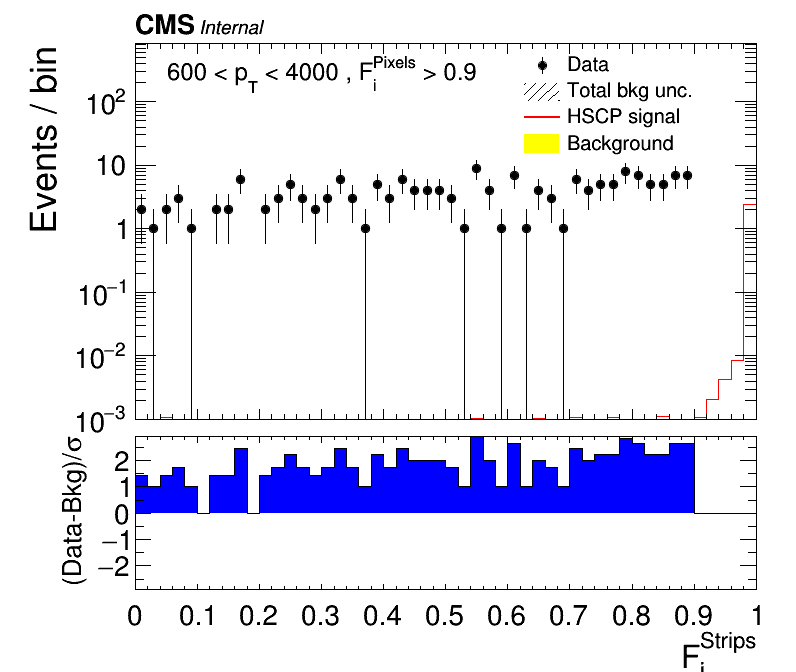 CMS Internal
600 < p_T < 4000 , F_i^Pixels > 0.9
Data
Total bkg unc.
HSCP signal
Background
Events / bin
10²
10
1
10⁻¹
10⁻²
10⁻³
(Data-Bkg)/σ
2
1
0
−1
−2
0 0.1 0.2 0.3 0.4 0.5 0.6 0.7 0.8 0.9 1
F_i^Strips